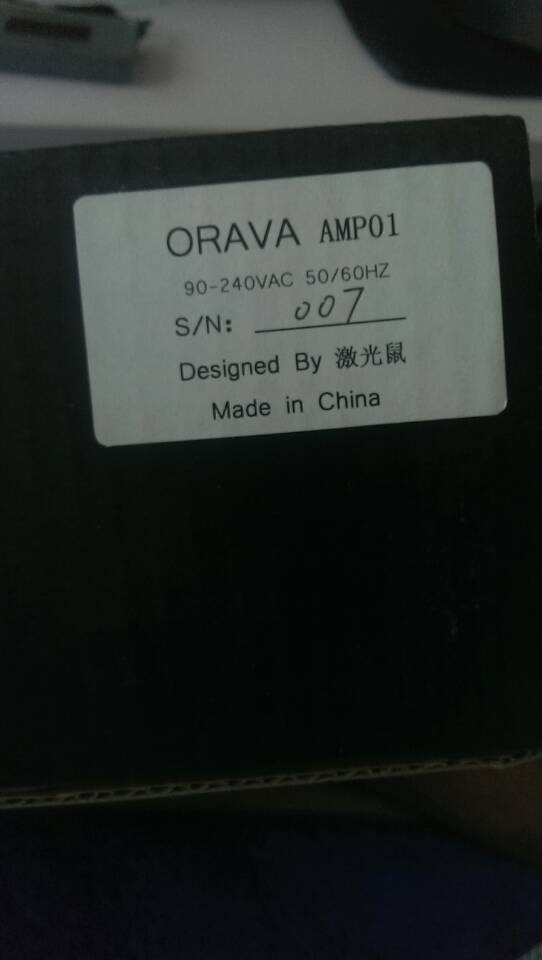 ORAVA AMP01
90-240VAC 50/60HZ
S/N: 007
Designed By 激光鼠
Made in China